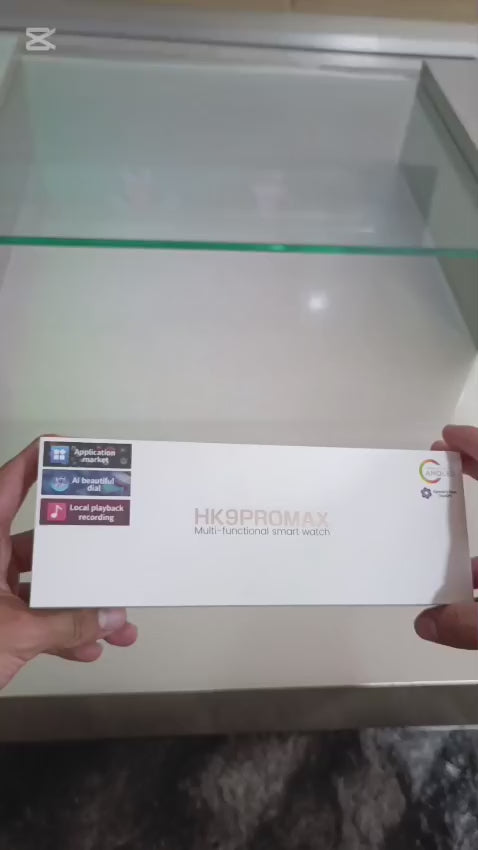 Application
market
AI beautiful
dial
Local playback
recording
HK9PROMAX
Multi-functional smart watch
AMOLED